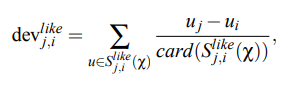 dev^{like}_{j,i} = \sum_{u \in S^{like}_{j,i}(\chi)} \frac{u_j - u_i}{card(S^{like}_{j,i}(\chi))},